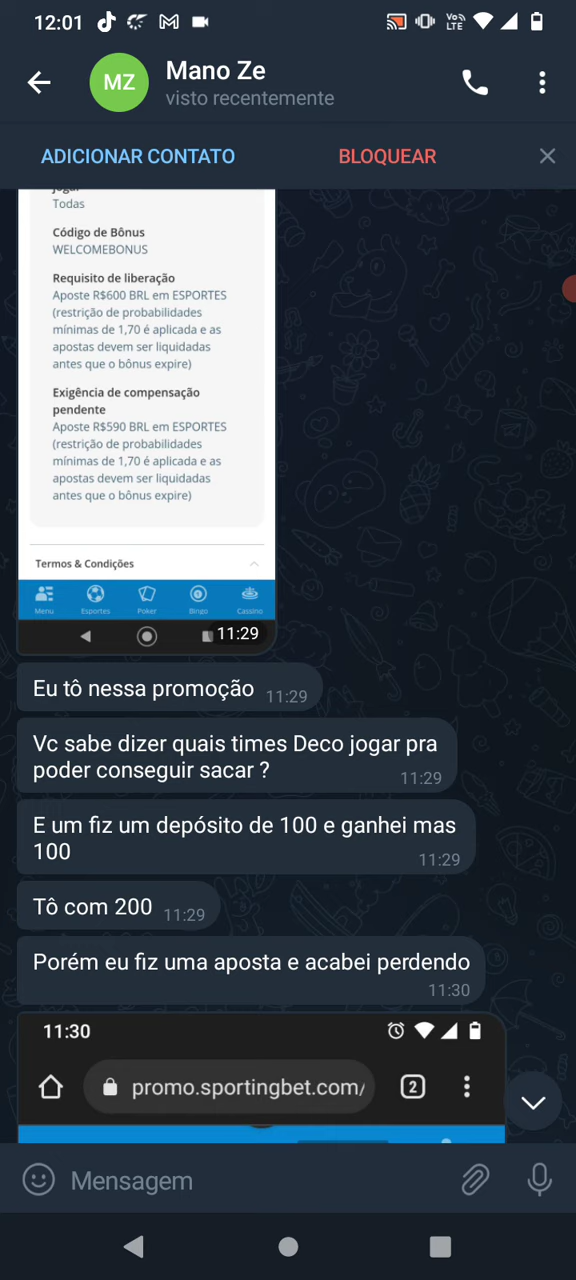 12:01
Vo)) LTE
MZ
Mano Ze
visto recentemente
ADICIONAR CONTATO
BLOQUEAR
jogar
Todas
Código de Bônus
WELCOMEBONUS
Requisito de liberação
Aposte R$600 BRL em ESPORTES
(restrição de probabilidades
mínimas de 1,70 é aplicada e as
apostas devem ser liquidadas
antes que o bônus expire)
Exigência de compensação
pendente
Aposte R$590 BRL em ESPORTES
(restrição de probabilidades
mínimas de 1,70 é aplicada e as
apostas devem ser liquidadas
antes que o bônus expire)
Termos & Condições
Menu
Esportes
Poker
Bingo
Cassino
11:29
Eu tô nessa promoção 11:29
Vc sabe dizer quais times Deco jogar pra
poder conseguir sacar ?
11:29
E um fiz um depósito de 100 e ganhei mas
100
11:29
Tô com 200 11:29
Porém eu fiz uma aposta e acabei perdendo
11:30
11:30
promo.sportingbet.com/
2
Mensagem